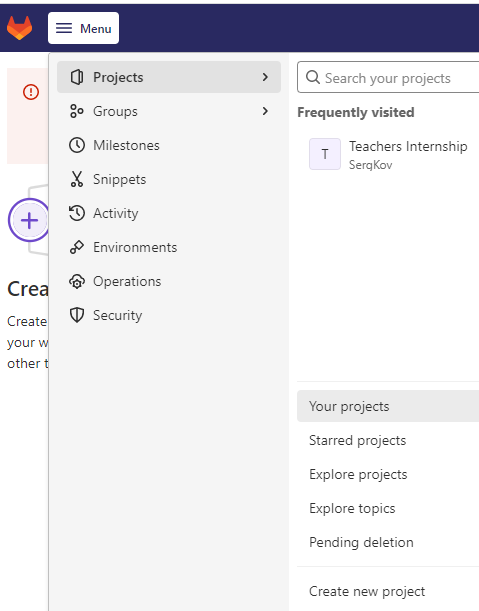 Menu
Projects
Groups
Milestones
Snippets
Activity
Environments
Operations
Security
Search your projects
Frequently visited
T
Teachers Internship
SergKov
Your projects
Starred projects
Explore projects
Explore topics
Pending deletion
Create new project
Crea
Create
your w
other t